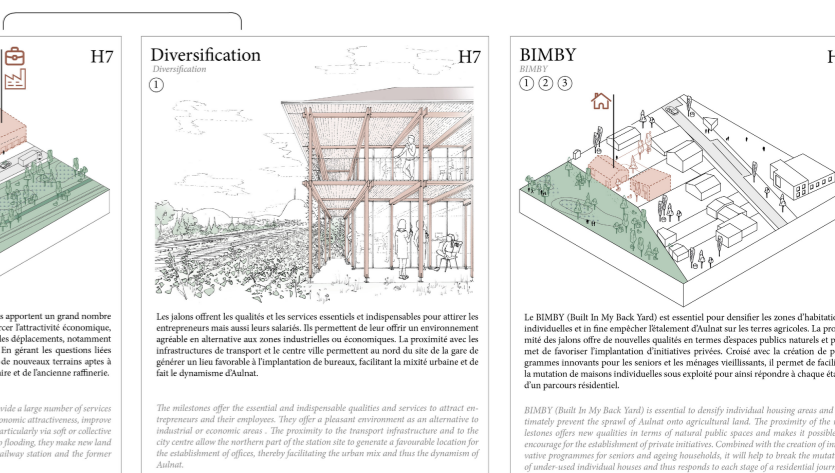 H7
s apportent un grand nombre
rcer l'attractivité économique,
les déplacements, notamment
En gérant les questions liées
de nouveaux terrains aptes à
aire et de l'ancienne raffinerie.
vide a large number of services
onomic attractiveness, improve
articularly via soft or collective
o flooding, they make new land
ailway station and the former
Diversification
H7
Diversification
1
Les jalons offrent les qualités et les services essentiels et indispensables pour attirer les
entrepreneurs mais aussi leurs salariés. Ils permettent de leur offrir un environnement
agréable en alternative aux zones industrielles ou économiques. La proximité avec les
infrastructures de transport et le centre ville permettent au nord du site de la gare de
générer un lieu favorable à l'implantation de bureaux, facilitant la mixité urbaine et de
fait le dynamisme d'Aulnat.
The milestones offer the essential and indispensable qualities and services to attract en-
trepreneurs and their employees. They offer a pleasant environment as an alternative to
industrial or economic areas . The proximity to the transport infrastructure and to the
city centre allow the northern part of the station site to generate a favourable location for
the establishment of offices, thereby facilitating the urban mix and thus the dynamism of
Aulnat.
BIMBY
H
BIMBY
1 2 3
Le BIMBY (Built In My Back Yard) est essentiel pour densifier les zones d'habitatio
individuelles et in fine empêcher l'étalement d'Aulnat sur les terres agricoles. La pro
mité des jalons offre de nouvelles qualités en termes d'espaces publics naturels et p
met de favoriser l'implantation d'initiatives privées. Croisé avec la création de p
grammes innovants pour les seniors et les ménages vieillissants, il permet de facili
la mutation de maisons individuelles sous exploité pour ainsi répondre à chaque éta
d'un parcours résidentiel.
BIMBY (Built In My Back Yard) is essential to densify individual housing areas and
timately prevent the sprawl of Aulnat onto agricultural land. The proximity of the m
lestones offers new qualities in terms of natural public spaces and makes it possible
encourage for the establishment of private initiatives. Combined with the creation of in
vative programmes for seniors and ageing households, it will help to break the mutat
of under-used individual houses and thus responds to each stage of a residential journ